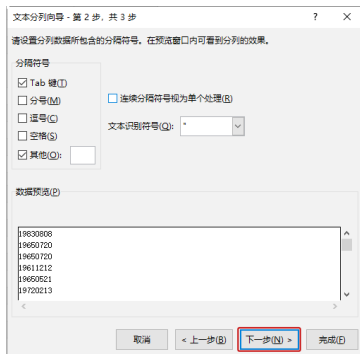 文本分列向导 - 第 2 步，共 3 步 ? ×
请设置分列数据所包含的分隔符号。在预览窗口内可看到分列的效果。
分隔符号
Tab 键(T)
分号(M)
逗号(C)
空格(S)
其他(O):
连续分隔符号视为单个处理(R)
文本识别符号(Q): "
数据预览(P)
19830808
19650720
19650720
19611212
19650521
19720213
取消 < 上一步(B) 下一步(N) > 完成(F)